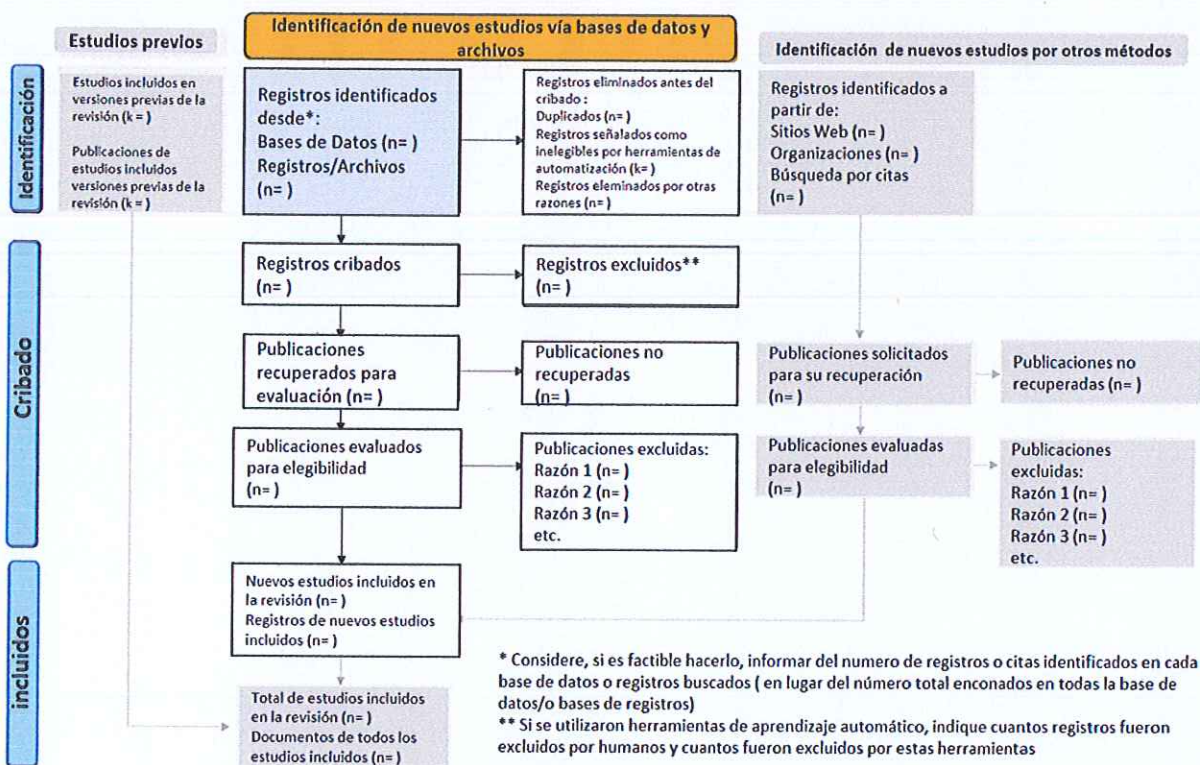 Estudios previos
Identificación de nuevos estudios vía bases de datos y
archivos
Identificación de nuevos estudios por otros métodos
Identificación
Estudios incluidos en
versiones previas de la
revisión (k = )
Publicaciones de
estudios incluidos
versiones previas de la
revisión (k = )
Registros identificados
desde*:
Bases de Datos (n= )
Registros/Archivos
(n= )
Registros eliminados antes del
cribado :
Duplicados (n= )
Registros señalados como
inelegibles por herramientas de
automatización (k= )
Registros eleminados por otras
razones (n= )
Registros identificados a
partir de:
Sitios Web (n= )
Organizaciones (n= )
Búsqueda por citas
(n= )
Cribado
Registros cribados
(n= )
Registros excluidos**
(n= )
Publicaciones
recuperados para
evaluación (n= )
Publicaciones no
recuperadas
(n= )
Publicaciones solicitados
para su recuperación
(n= )
Publicaciones no
recuperadas (n= )
Publicaciones evaluados
para elegibilidad
(n= )
Publicaciones excluidas:
Razón 1 (n= )
Razón 2 (n= )
Razón 3 (n= )
etc.
Publicaciones evaluadas
para elegibilidad
(n= )
Publicaciones
excluidas:
Razón 1 (n= )
Razón 2 (n= )
Razón 3 (n= )
etc.
incluidos
Nuevos estudios incluidos en
la revisión (n= )
Registros de nuevos estudios
incluidos (n= )
Total de estudios incluidos
en la revisión (n= )
Documentos de todos los
estudios incluidos (n= )
* Considere, si es factible hacerlo, informar del numero de registros o citas identificados en cada
base de datos o registros buscados ( en lugar del número total enconados en todas la base de
datos/o bases de registros)
** Si se utilizaron herramientas de aprendizaje automático, indique cuantos registros fueron
excluidos por humanos y cuantos fueron excluidos por estas herramientas